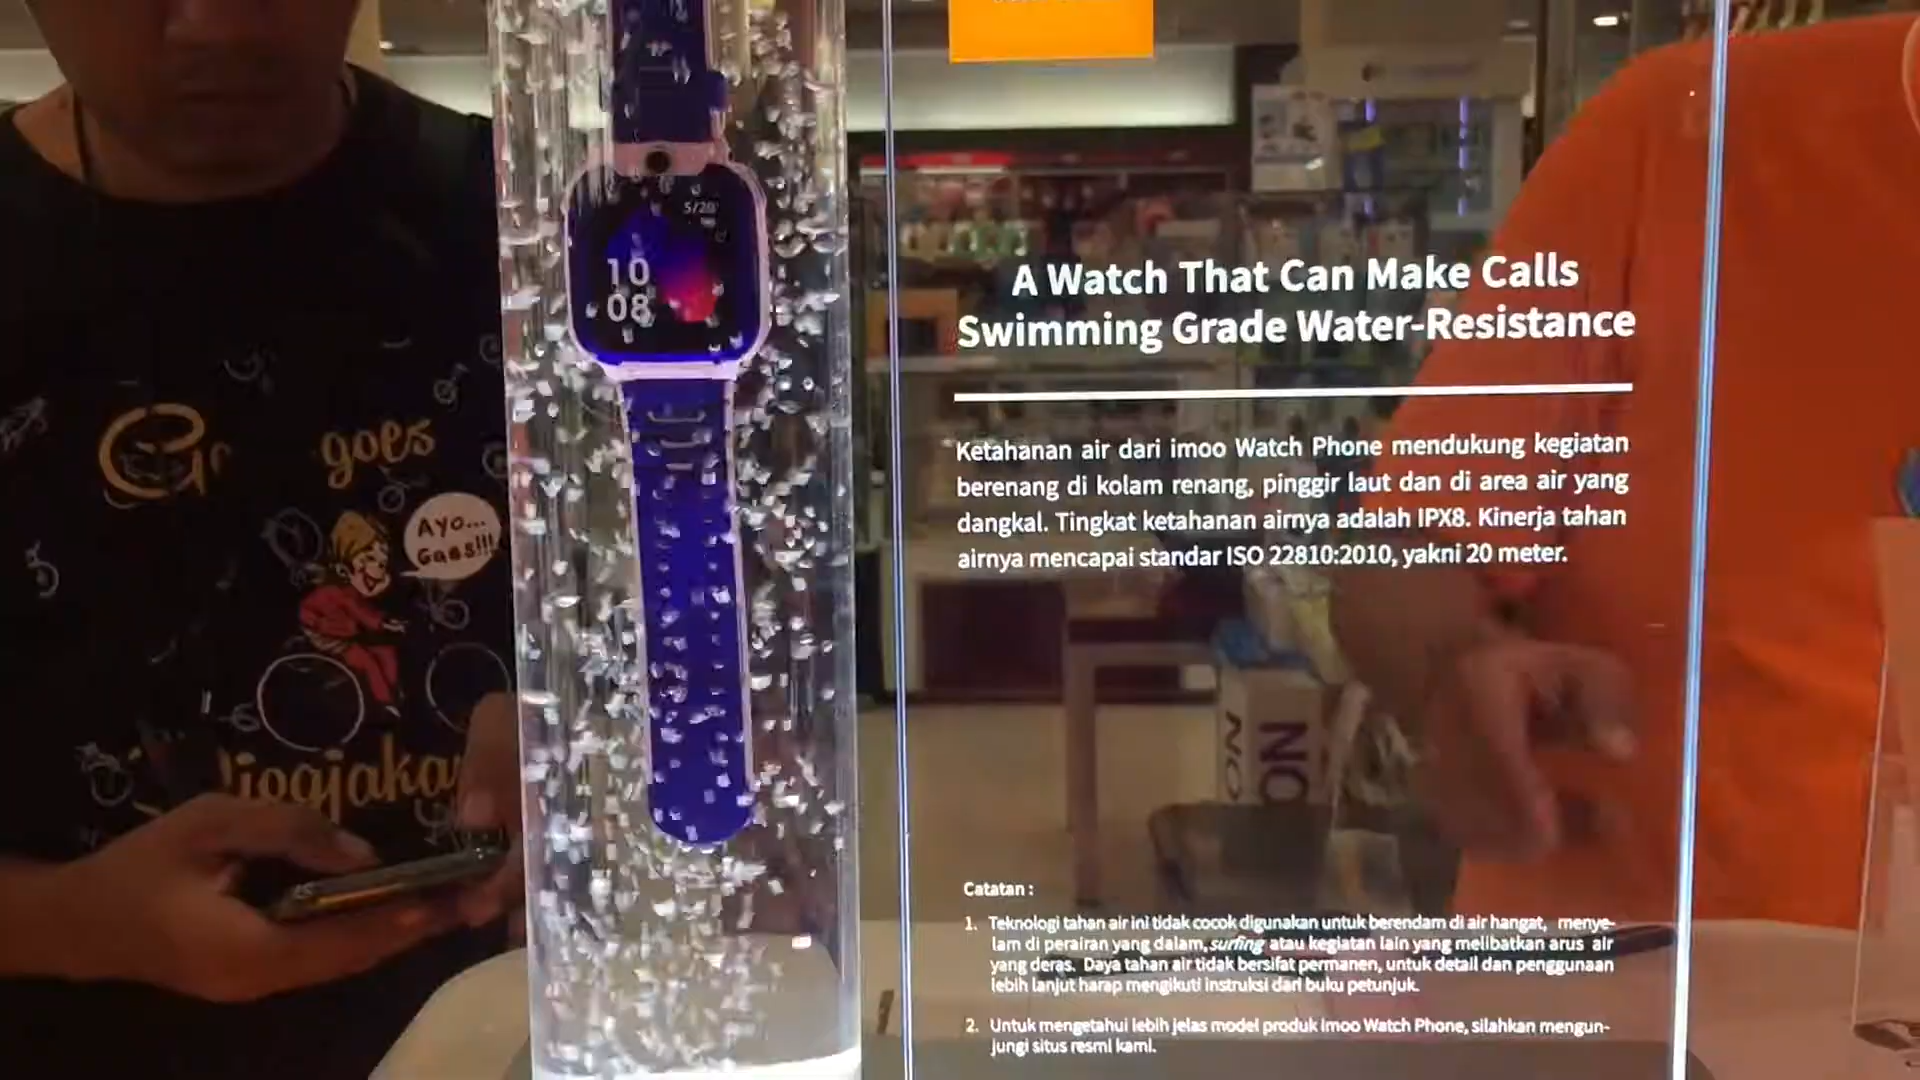 5/20
10
08
A Watch That Can Make Calls
Swimming Grade Water-Resistance
Ketahanan air dari imoo Watch Phone mendukung kegiatan
berenang di kolam renang, pinggir laut dan di area air yang
dangkal. Tingkat ketahanan airnya adalah IPX8. Kinerja tahan
airnya mencapai standar ISO 22810:2010, yakni 20 meter.
Catatan :
1. Teknologi tahan air ini tidak cocok digunakan untuk berendam di air hangat, menye-
lam di perairan yang dalam, surfing atau kegiatan lain yang melibatkan arus air
yang deras. Daya tahan air tidak bersifat permanen, untuk detail dan penggunaan
lebih lanjut harap mengikuti instruksi dari buku petunjuk.
2. Untuk mengetahui lebih jelas model produk imoo Watch Phone, silahkan mengun-
jungi situs resmi kami.
goes
Ayo...
Gass!!!